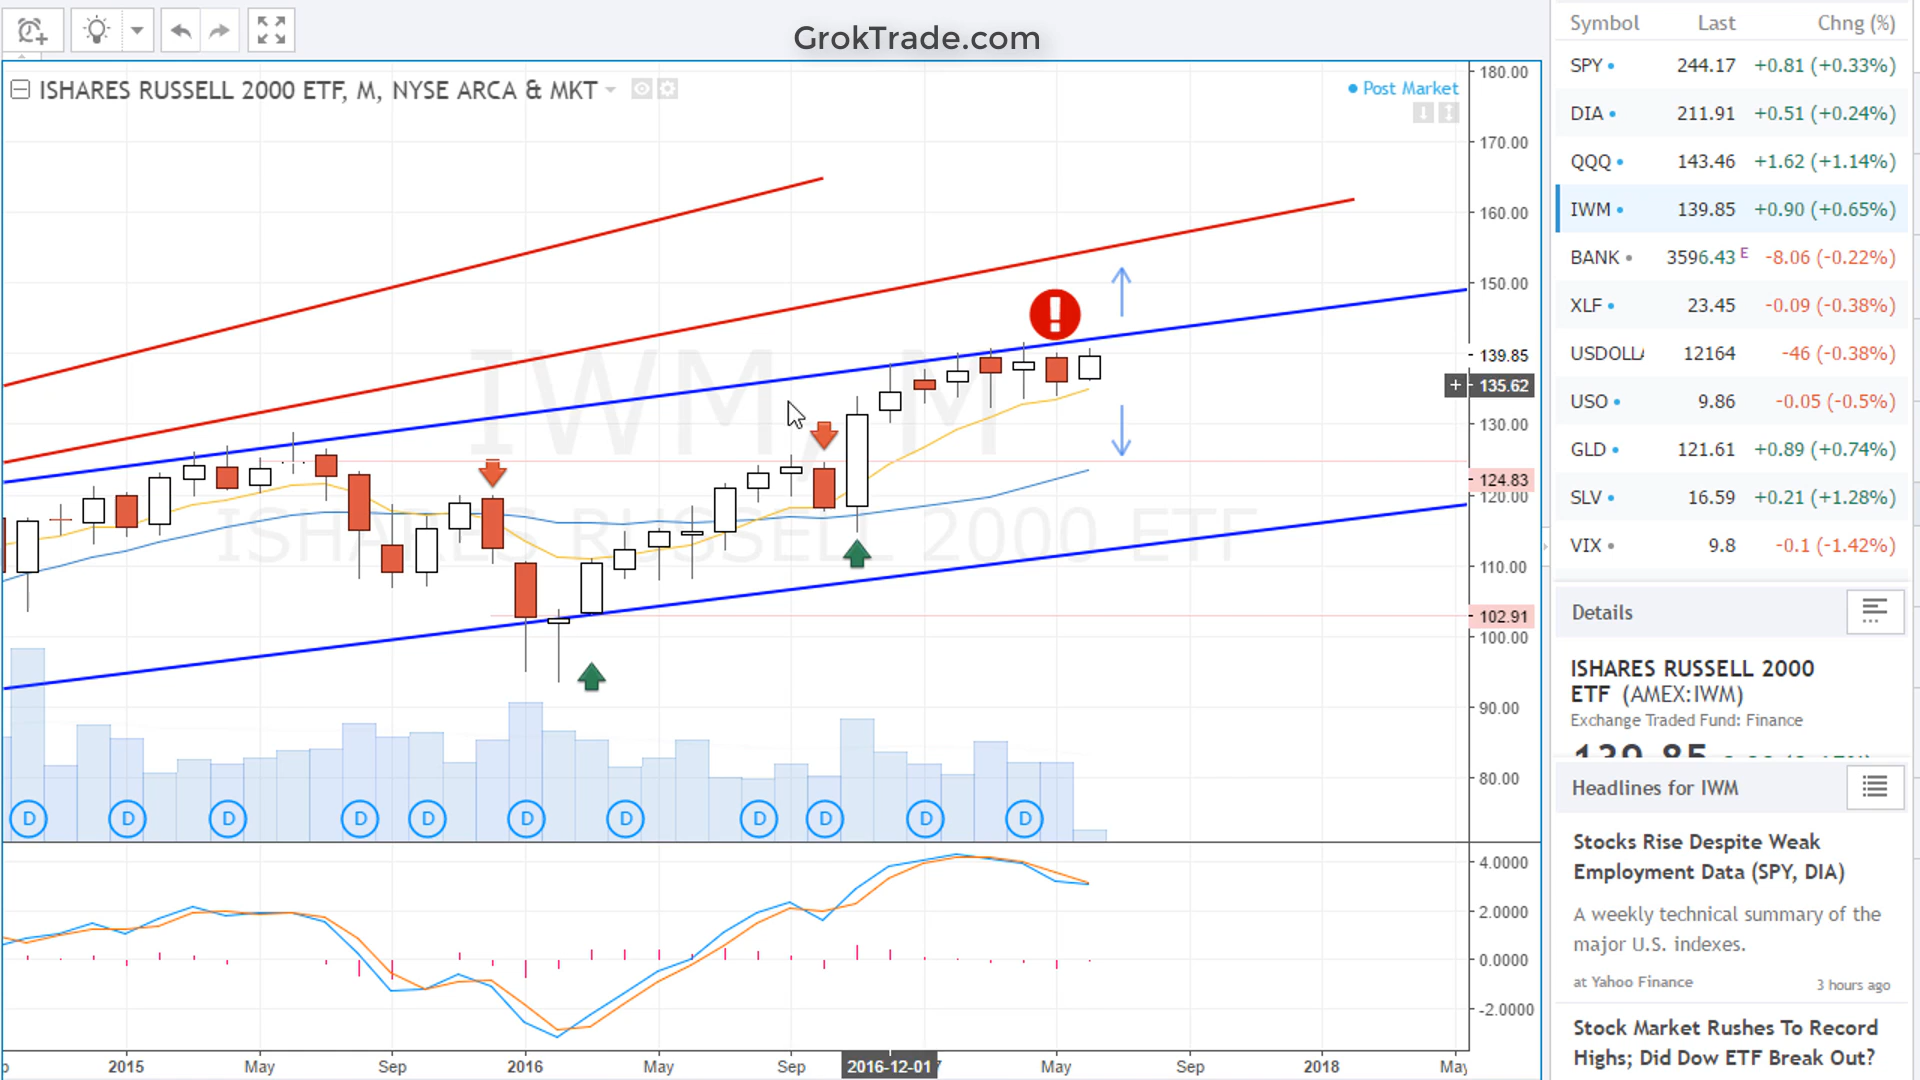 GrokTrade.com
ISHARES RUSSELL 2000 ETF, M, NYSE ARCA & MKT
Post Market
IWM, M
ISHARES RUSSELL 2000 ETF
180.00
170.00
160.00
150.00
139.85
+ 135.62
130.00
124.83
120.00
110.00
102.91
100.00
90.00
80.00
D D D D D D D D D D D
4.0000
2.0000
0.0000
-2.0000
2015 May Sep 2016 May Sep 2016-12-01 May Sep 2018 May
Symbol Last Chng (%)
SPY 244.17 +0.81 (+0.33%)
DIA 211.91 +0.51 (+0.24%)
QQQ 143.46 +1.62 (+1.14%)
IWM 139.85 +0.90 (+0.65%)
BANK 3596.43 E -8.06 (-0.22%)
XLF 23.45 -0.09 (-0.38%)
USDOLLA 12164 -46 (-0.38%)
USO 9.86 -0.05 (-0.5%)
GLD 121.61 +0.89 (+0.74%)
SLV 16.59 +0.21 (+1.28%)
VIX 9.8 -0.1 (-1.42%)
Details
ISHARES RUSSELL 2000
ETF (AMEX:IWM)
Exchange Traded Fund: Finance
139.85
Headlines for IWM
Stocks Rise Despite Weak
Employment Data (SPY, DIA)
A weekly technical summary of the
major U.S. indexes.
at Yahoo Finance 3 hours ago
Stock Market Rushes To Record
Highs; Did Dow ETF Break Out?